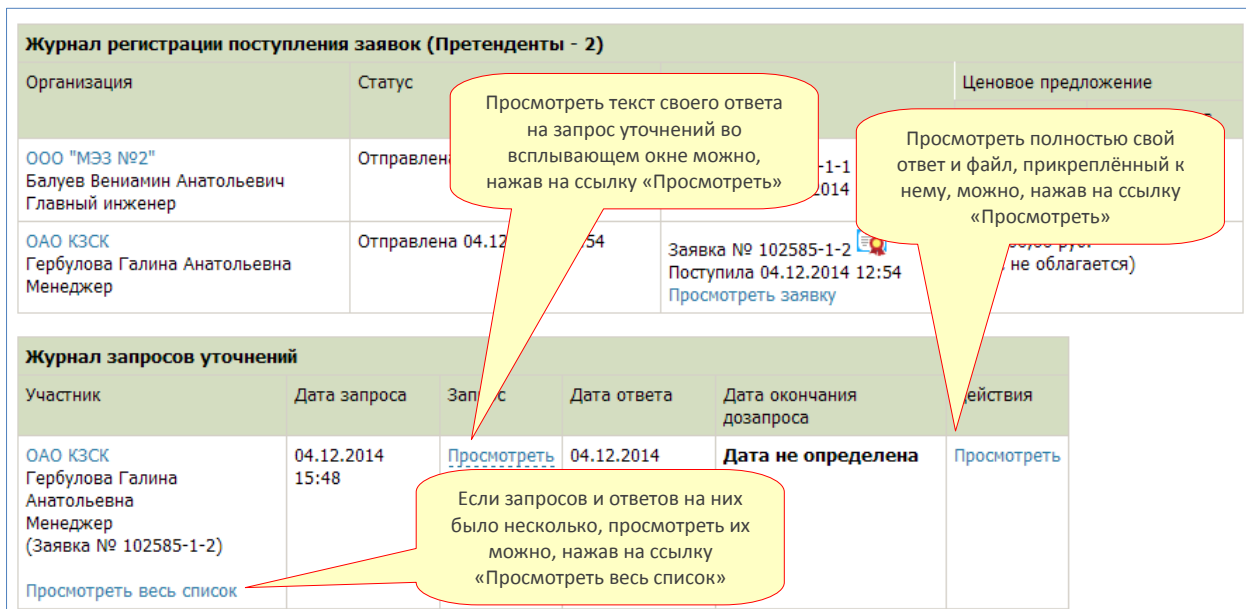 Журнал регистрации поступления заявок (Претенденты - 2)
Организация
Статус
Ценовое предложение
Просмотреть текст своего ответа
на запрос уточнений во
всплывающем окне можно,
нажав на ссылку «Просмотреть»
Просмотреть полностью свой
ответ и файл, прикреплённый к
нему, можно, нажав на ссылку
«Просмотреть»
ООО "МЭЗ №2"
Балуев Вениамин Анатольевич
Главный инженер
-1-1
ОАО КЗСК
Гербулова Галина Анатольевна
Менеджер
Отправлена 04.12 54
Заявка № 102585-1-2
Поступила 04.12.2014 12:54
Просмотреть заявку
не облагается)
Журнал запросов уточнений
Участник
Дата запроса
Дата ответа
Дата окончания
дозапроса
ОАО КЗСК
Гербулова Галина
Анатольевна
Менеджер
(Заявка № 102585-1-2)
Просмотреть весь список
04.12.2014
15:48
Просмотреть
04.12.2014
Дата не определена
Просмотреть
Если запросов и ответов на них
было несколько, просмотреть их
можно, нажав на ссылку
«Просмотреть весь список»